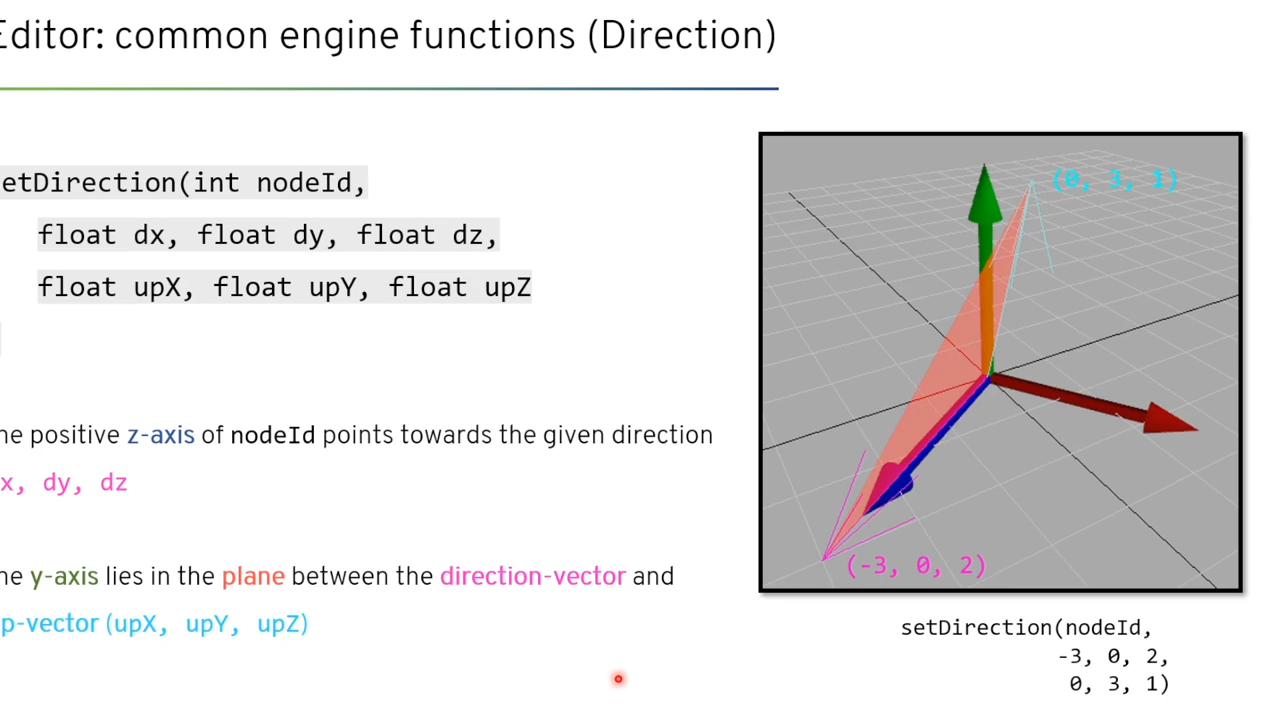 Editor: common engine functions (Direction)
etDirection(int nodeId,
float dx, float dy, float dz,
float upX, float upY, float upZ
he positive z-axis of nodeId points towards the given direction
x, dy, dz
he y-axis lies in the plane between the direction-vector and
p-vector (upX, upY, upZ)
(0, 3, 1)
(-3, 0, 2)
setDirection(nodeId,
-3, 0, 2,
0, 3, 1)